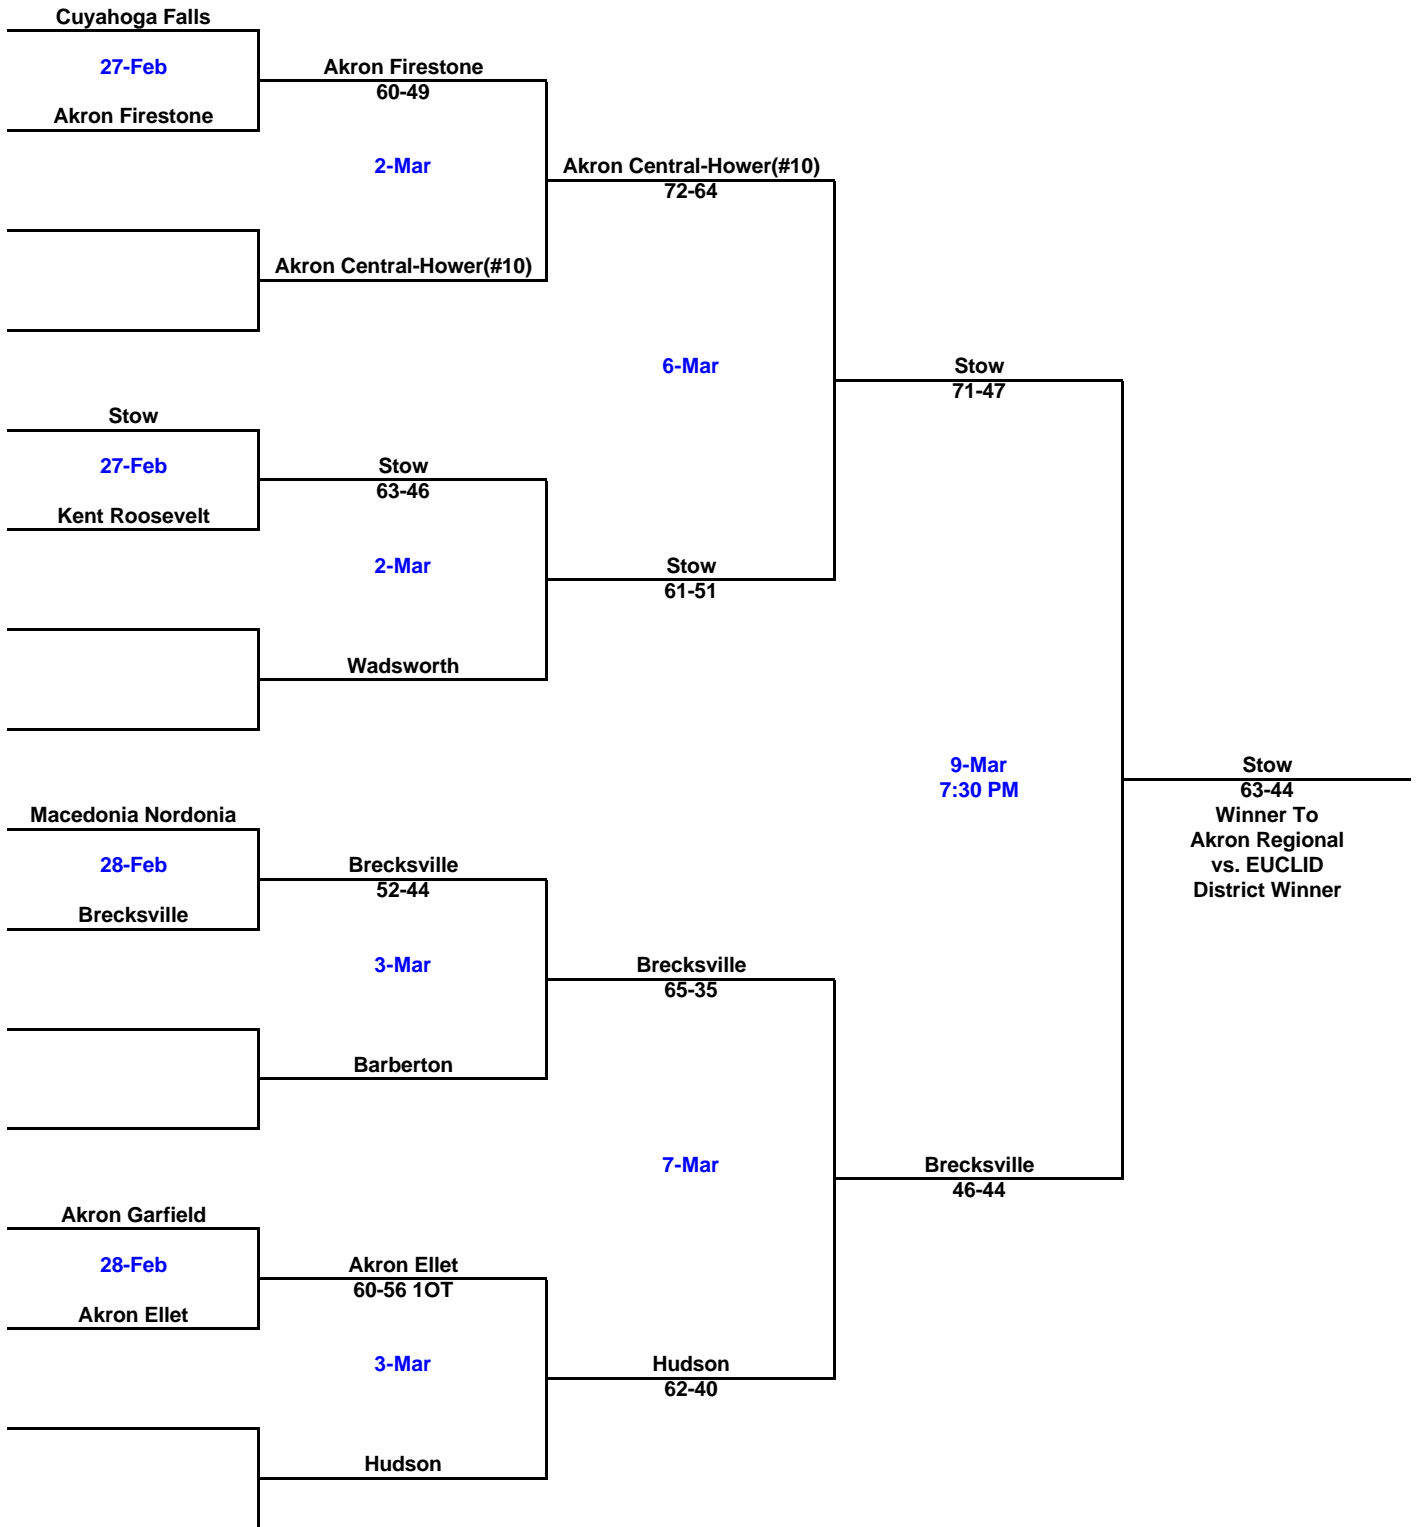 Cuyahoga Falls
27-Feb
Akron Firestone
60-49
Akron Firestone
2-Mar
Akron Central-Hower(#10)
72-64
Akron Central-Hower(#10)
6-Mar
Stow
71-47
Stow
27-Feb
Stow
63-46
Kent Roosevelt
2-Mar
Stow
61-51
Wadsworth
9-Mar
7:30 PM
Stow
63-44
Winner To
Akron Regional
vs. EUCLID
District Winner
Macedonia Nordonia
28-Feb
Brecksville
52-44
Brecksville
3-Mar
Brecksville
65-35
Barberton
7-Mar
Brecksville
46-44
Akron Garfield
28-Feb
Akron Ellet
60-56 1OT
Akron Ellet
3-Mar
Hudson
62-40
Hudson